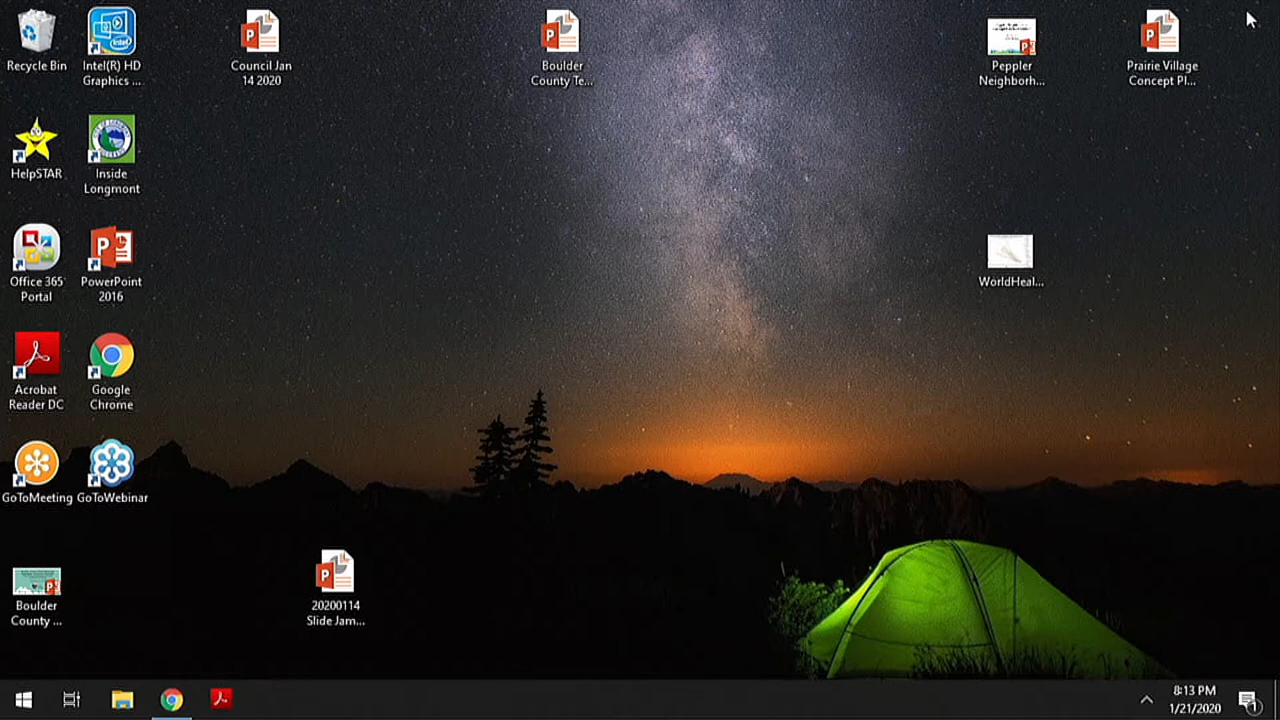 Recycle Bin
Intel(R) HD
Graphics ...
Council Jan
14 2020
Boulder
County Te...
Peppler
Neighborh...
Prairie Village
Concept Pl...
HelpSTAR
Inside
Longmont
Office 365
Portal
PowerPoint
2016
WorldHeal...
Acrobat
Reader DC
Google
Chrome
GoToMeeting
GoToWebinar
Boulder
County ...
20200114
Slide Jam...
8:13 PM
1/21/2020